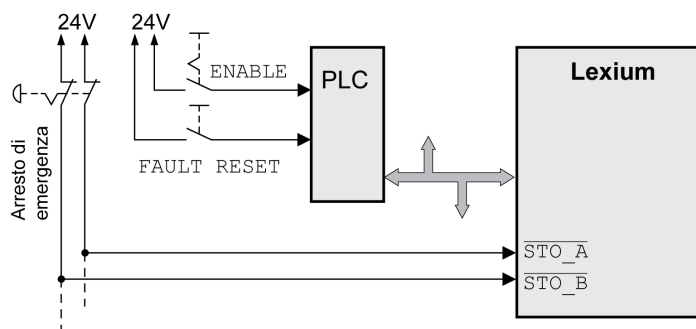 24V
24V
ENABLE
PLC
Lexium
FAULT RESET
Arresto di
emergenza
STO_A
STO_B